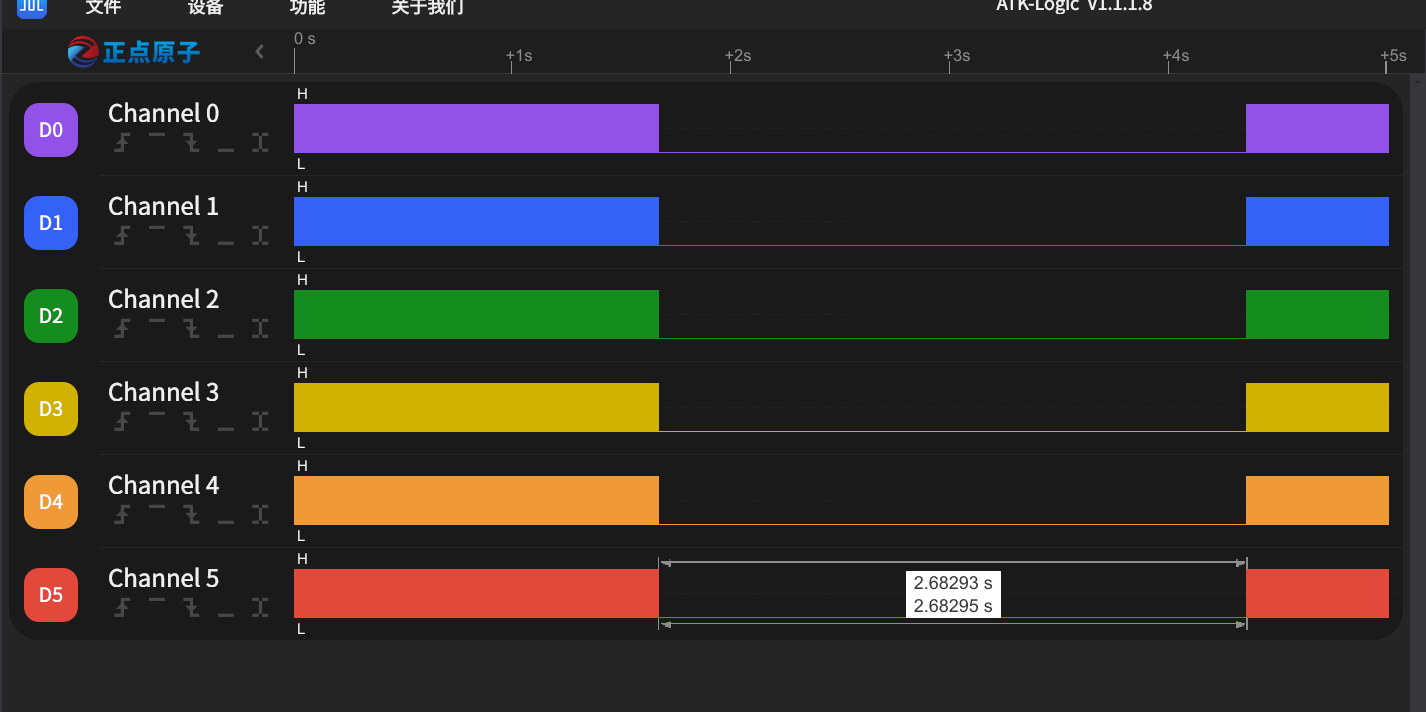 文件 设备 功能 关于我们 ATK-Logic V1.1.1.8
正点原子
0 s +1s +2s +3s +4s +5s
H
D0 Channel 0
L
H
D1 Channel 1
L
H
D2 Channel 2
L
H
D3 Channel 3
L
H
D4 Channel 4
L
H
D5 Channel 5
2.68293 s
2.68295 s
L